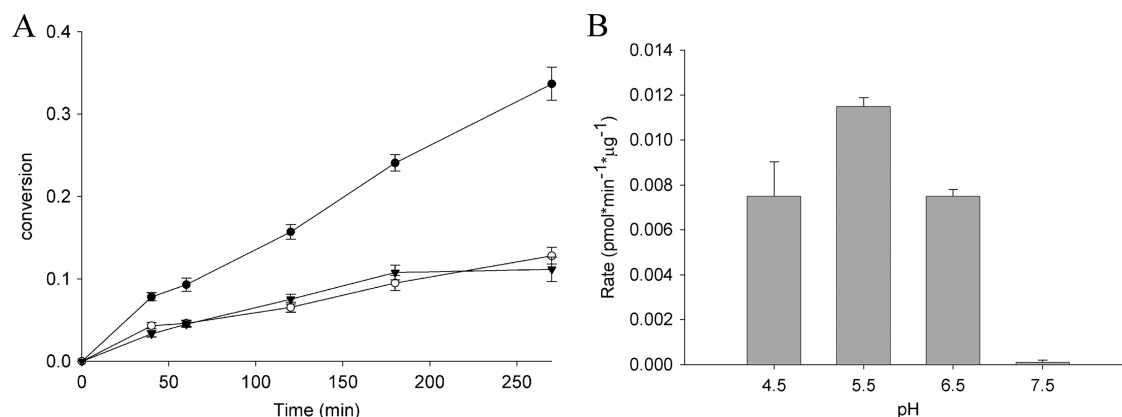 A
0.4
0.3
0.2
0.1
0.0
conversion
0 50 100 150 200 250
Time (min)
B
0.014
0.012
0.010
0.008
0.006
0.004
0.002
0.000
Rate (pmol*min-1*μg-1)
4.5 5.5 6.5 7.5
pH